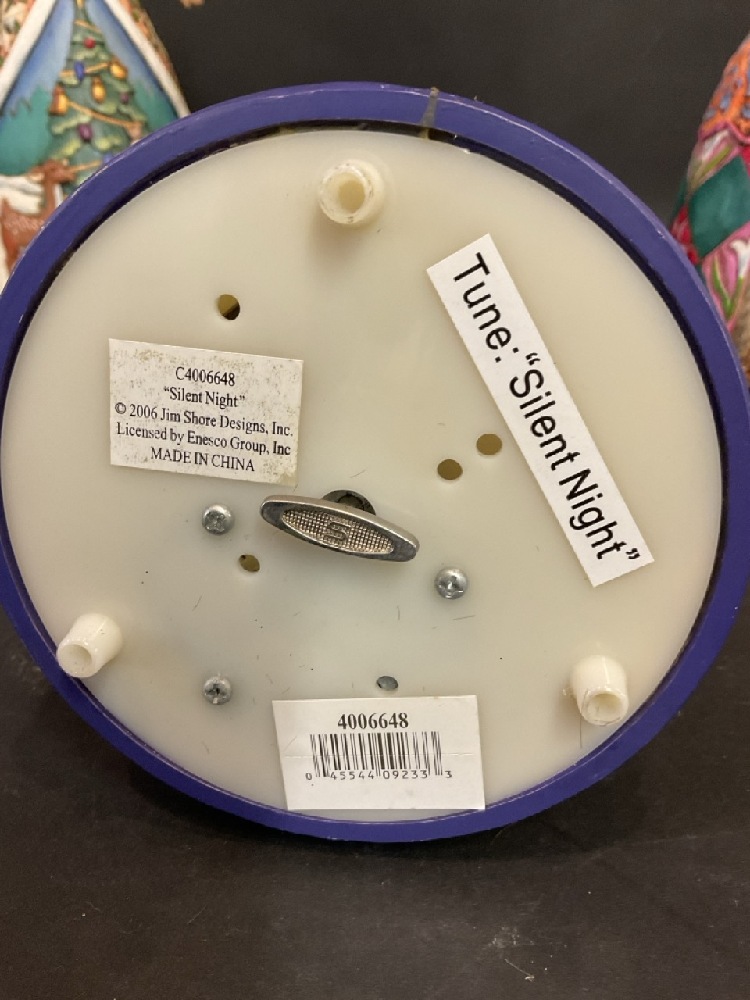 Tune: "Silent Night"
C4006648
"Silent Night"
© 2006 Jim Shore Designs, Inc.
Licensed by Enesco Group, Inc
MADE IN CHINA
4006648
0 45544 09233 3